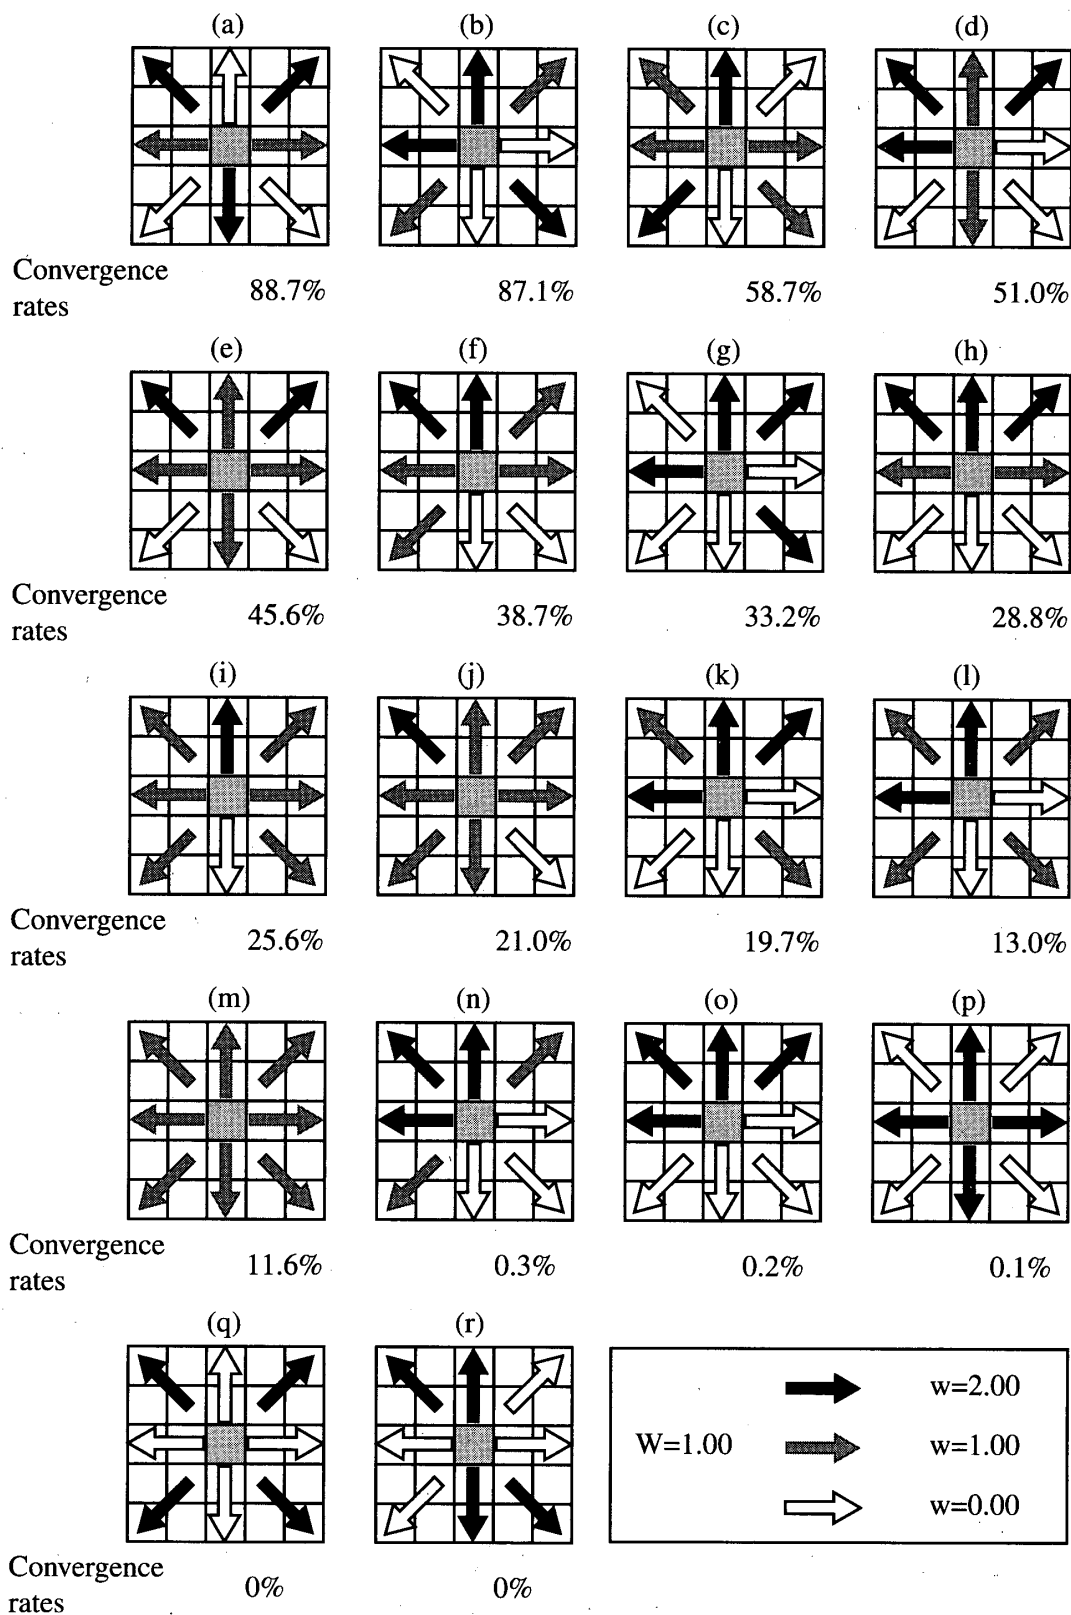 (a) (b) (c) (d)
Convergence
rates 88.7% 87.1% 58.7% 51.0%
(e) (f) (g) (h)
Convergence
rates 45.6% 38.7% 33.2% 28.8%
(i) (j) (k) (l)
Convergence
rates 25.6% 21.0% 19.7% 13.0%
(m) (n) (o) (p)
Convergence
rates 11.6% 0.3% 0.2% 0.1%
(q) (r)
w=2.00
W=1.00 w=1.00
w=0.00
Convergence
rates 0% 0%